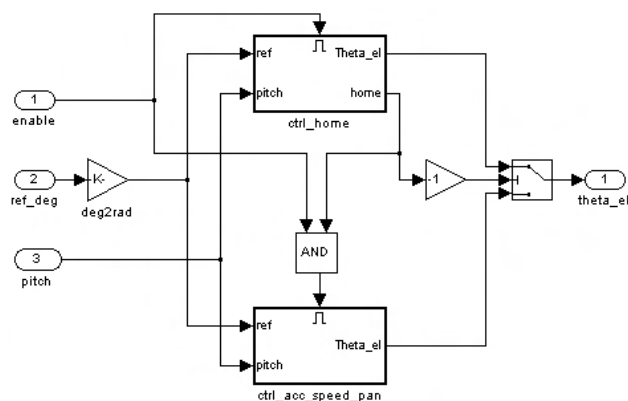 ref
Theta_el
pitch
home
ctrl_home
1
enable
2
ref_deg
-K-
deg2rad
-1
1
theta_el
3
pitch
AND
ref
pitch
Theta_el
ctrl_acc_speed_pan